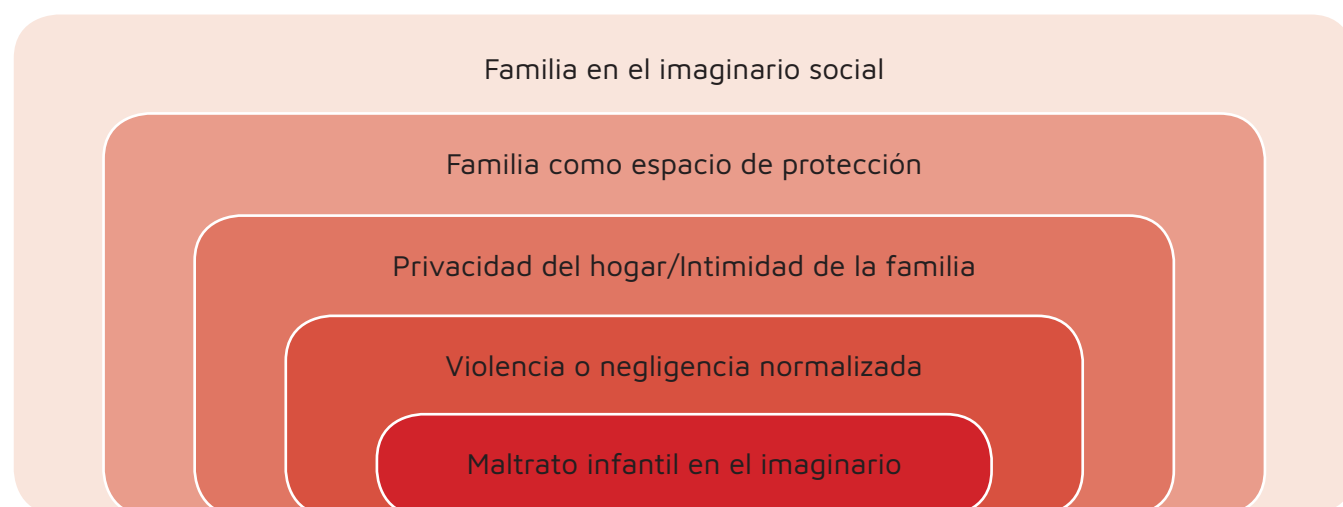 Familia en el imaginario social
Familia como espacio de protección
Privacidad del hogar/Intimidad de la familia
Violencia o negligencia normalizada
Maltrato infantil en el imaginario